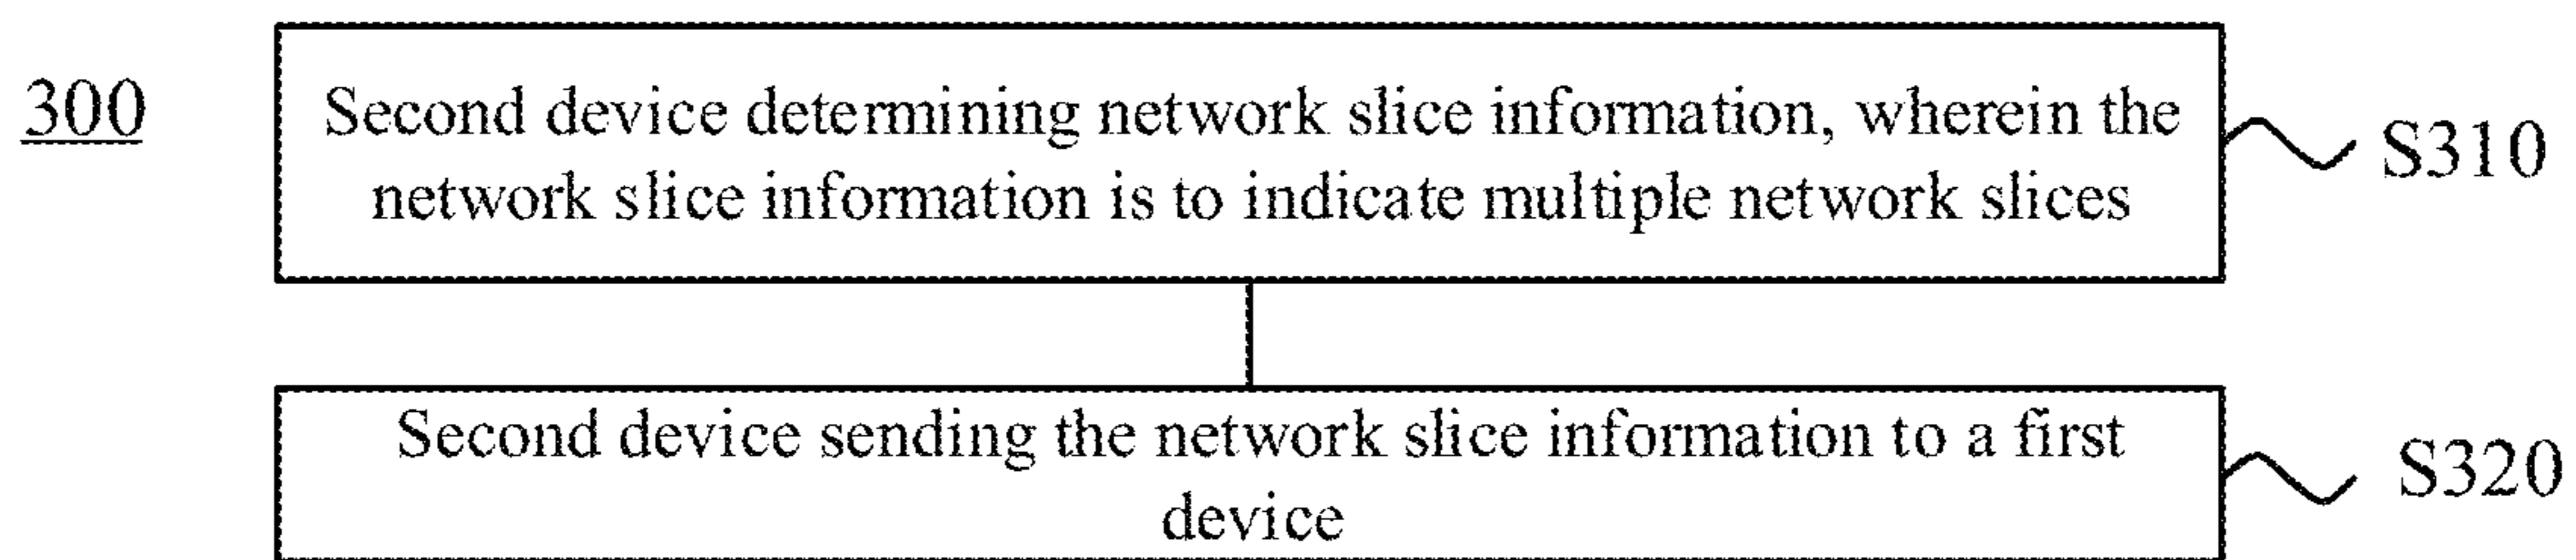 300
Second device determining network slice information, wherein the
network slice information is to indicate multiple network slices
S310
Second device sending the network slice information to a first
device
S320